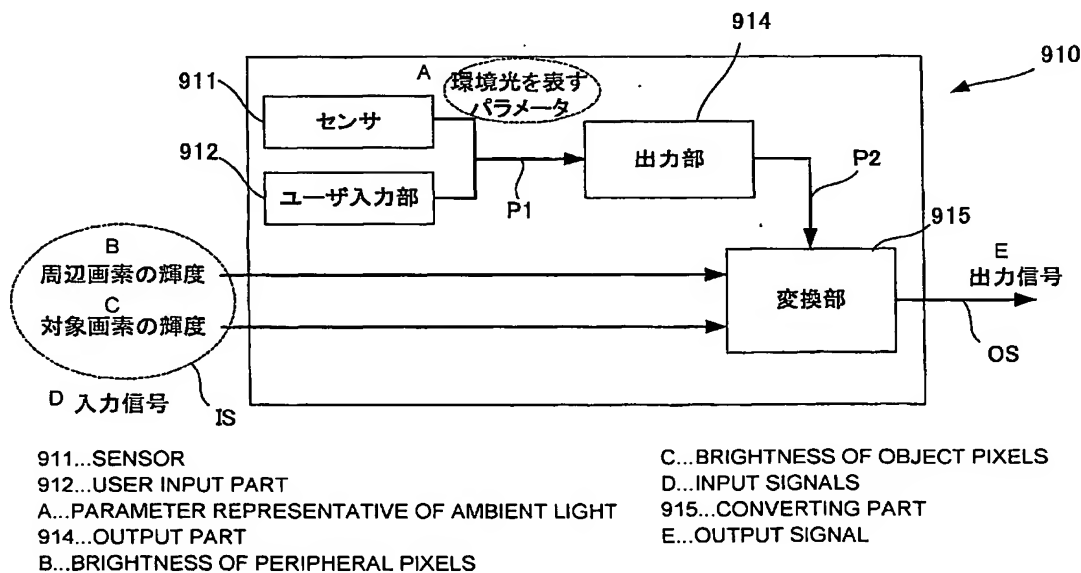 914
910
911
A
環境光を表す
パラメータ
センサ
912
出力部
P2
ユーザ入力部
P1
915
B
周辺画素の輝度
E
出力信号
変換部
C
対象画素の輝度
OS
D 入力信号
IS
911...SENSOR
912...USER INPUT PART
A...PARAMETER REPRESENTATIVE OF AMBIENT LIGHT
914...OUTPUT PART
B...BRIGHTNESS OF PERIPHERAL PIXELS
C...BRIGHTNESS OF OBJECT PIXELS
D...INPUT SIGNALS
915...CONVERTING PART
E...OUTPUT SIGNAL